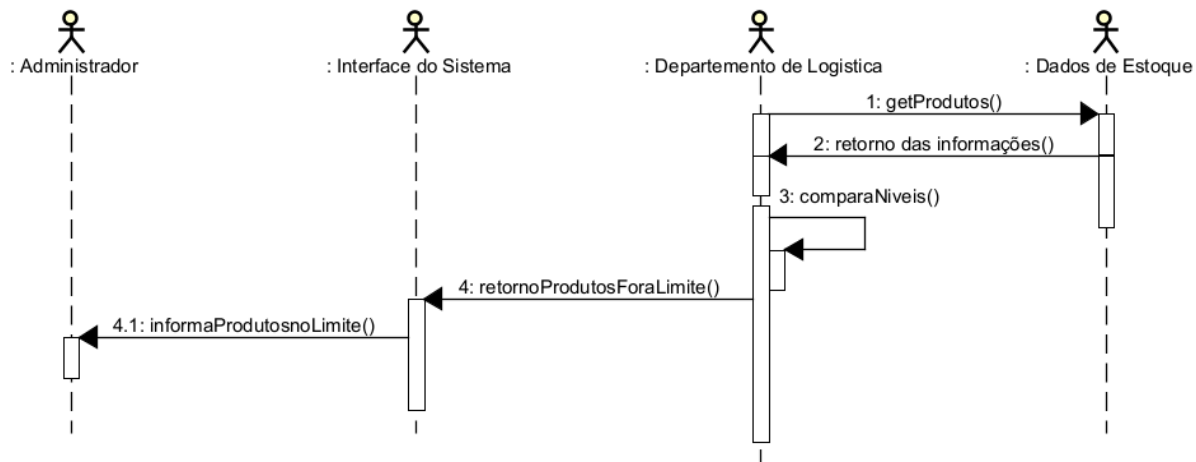 : Administrador
: Interface do Sistema
: Departemento de Logistica
: Dados de Estoque
1: getProdutos()
2: retorno das informações()
3: comparaNiveis()
4: retornoProdutosForaLimite()
4.1: informaProdutosnoLimite()